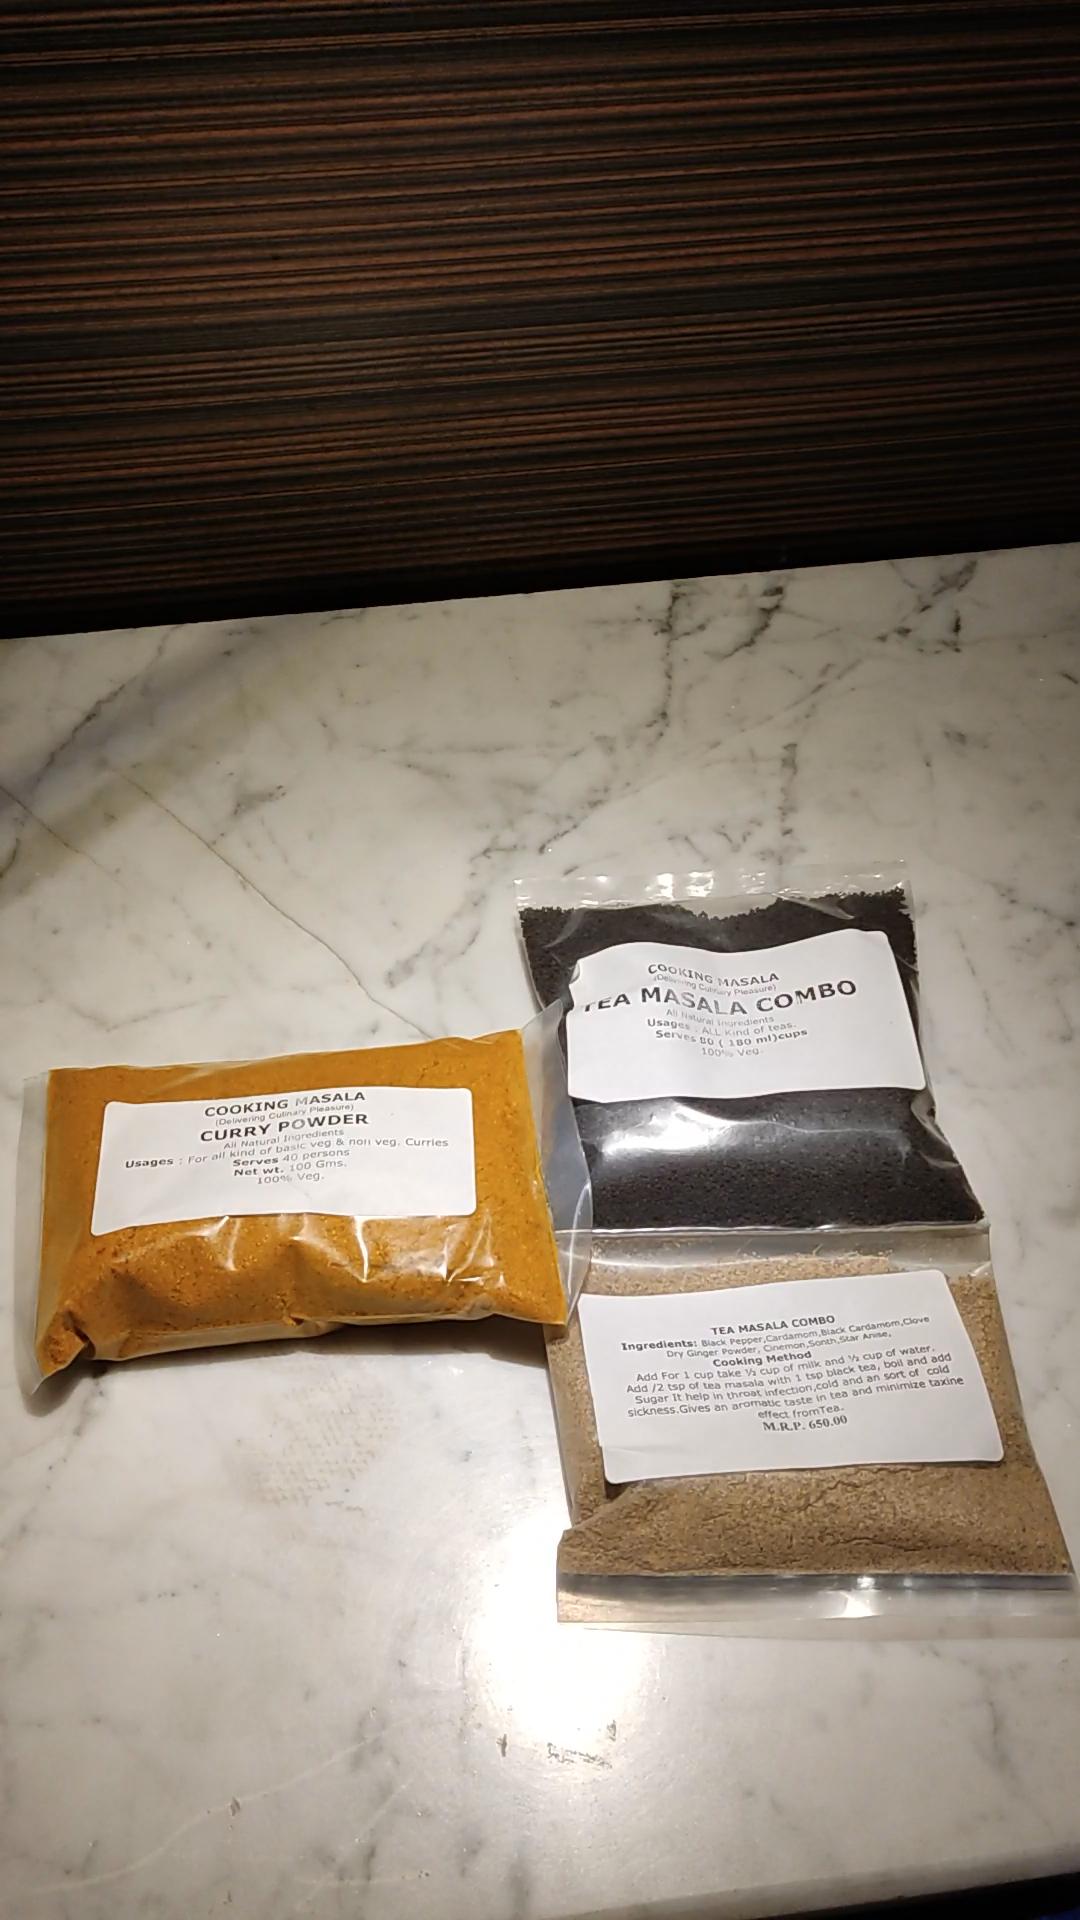 COOKING MASALA
(Delivering Culinary Pleasure)
CURRY POWDER
All Natural Ingredients
Usages : For all kind of basic veg & non veg. Curries
Serves 40 persons
Net wt. 100 Gms.
100% Veg.
COOKING MASALA
(Delivering Culinary Pleasure)
TEA MASALA COMBO
All Natural Ingredients
Usages : ALL Kind of teas.
Serves 80 ( 180 ml)cups
100% Veg.
TEA MASALA COMBO
Ingredients: Black Pepper,Cardamom,Black Cardamom,Clove
Dry Ginger Powder, Cinemon,Sonth,Star Anise,
Cooking Method
Add For 1 cup take ½ cup of milk and ½ cup of water.
Add /2 tsp of tea masala with 1 tsp black tea, boil and add
Sugar It help in throat infection,cold and an sort of cold
sickness.Gives an aromatic taste in tea and minimize taxine
effect fromTea.
M.R.P. 650.00